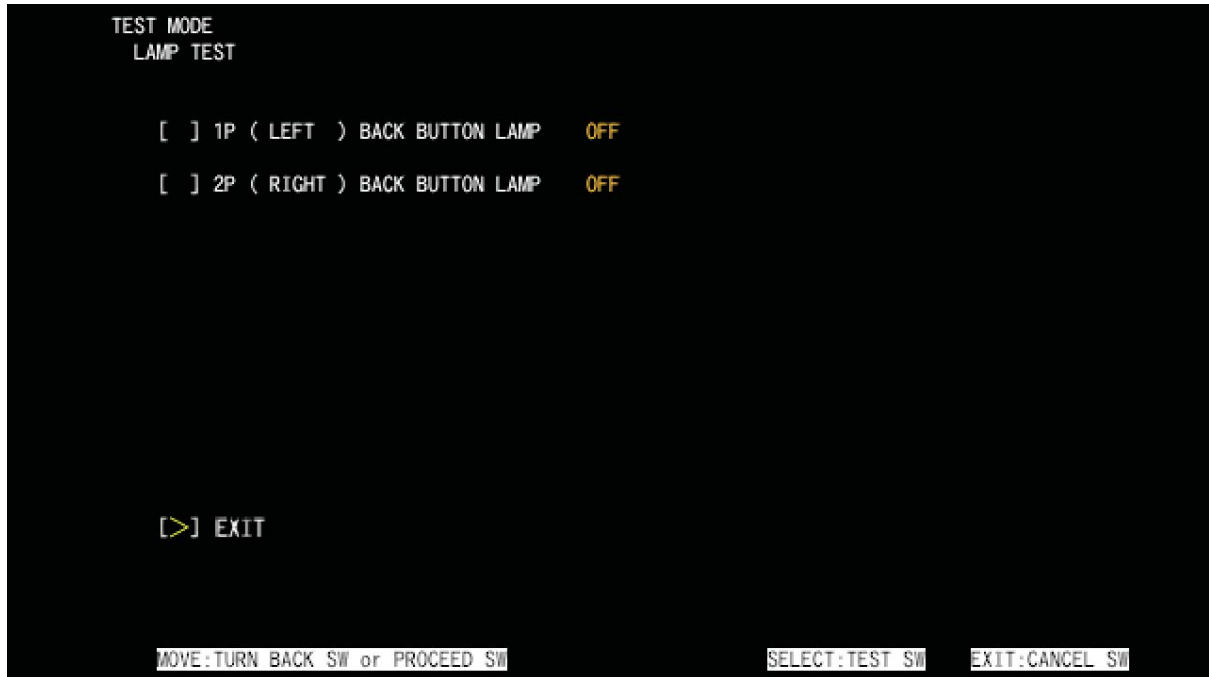 TEST MODE
LAMP TEST
[ ] 1P ( LEFT ) BACK BUTTON LAMP OFF
[ ] 2P ( RIGHT ) BACK BUTTON LAMP OFF
[>] EXIT
MOVE:TURN BACK SW or PROCEED SW SELECT:TEST SW EXIT:CANCEL SW